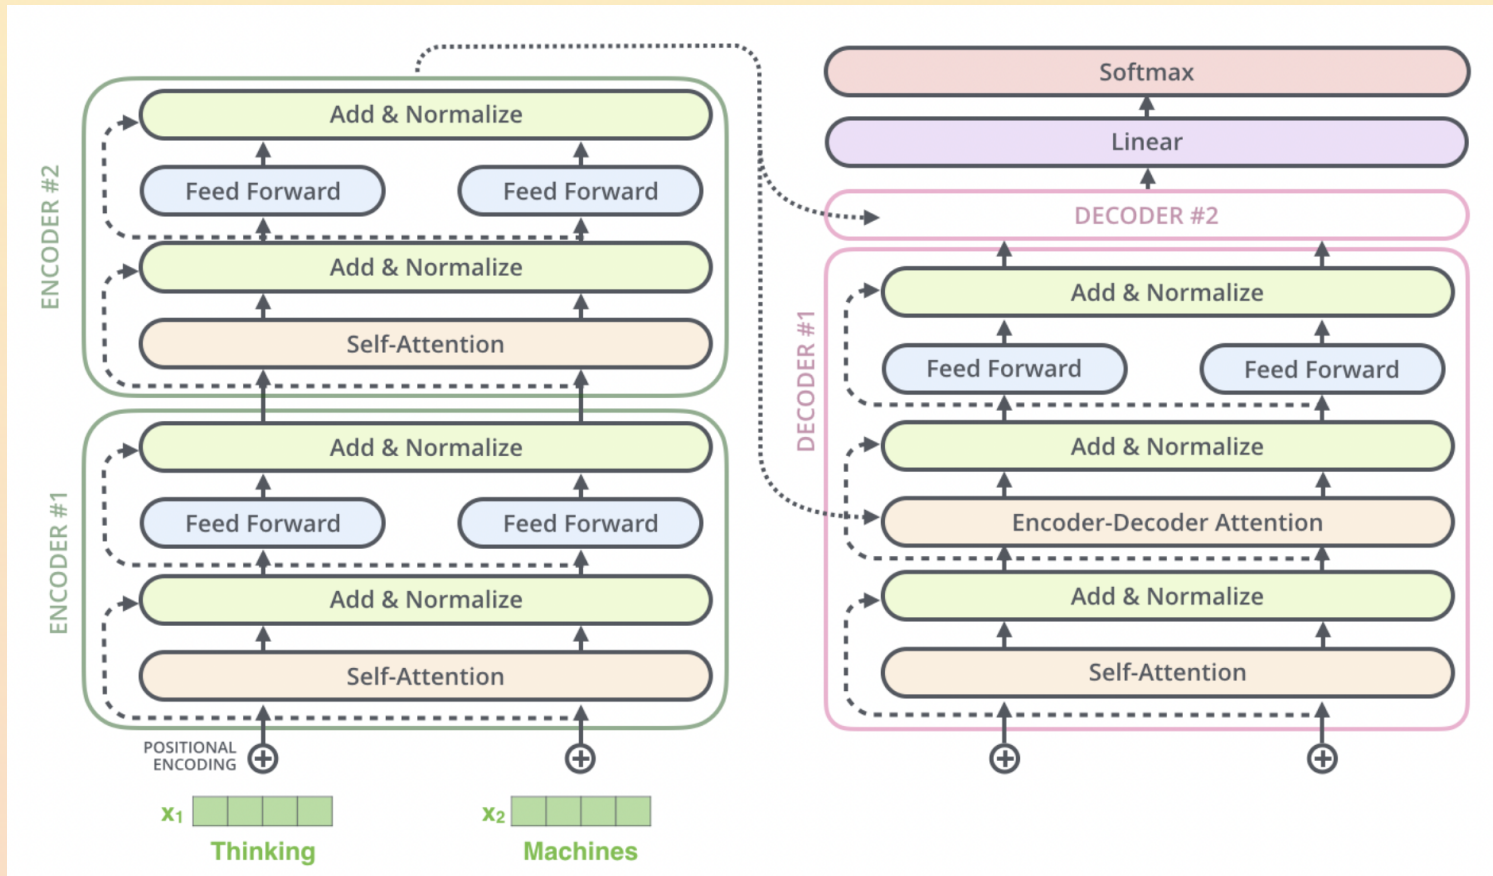 ENCODER #2
Add & Normalize
Feed Forward
Feed Forward
Add & Normalize
Self-Attention
ENCODER #1
Add & Normalize
Feed Forward
Feed Forward
Add & Normalize
Self-Attention
POSITIONAL
ENCODING
x1
x2
Thinking
Machines
Softmax
Linear
DECODER #2
DECODER #1
Add & Normalize
Feed Forward
Feed Forward
Add & Normalize
Encoder-Decoder Attention
Add & Normalize
Self-Attention